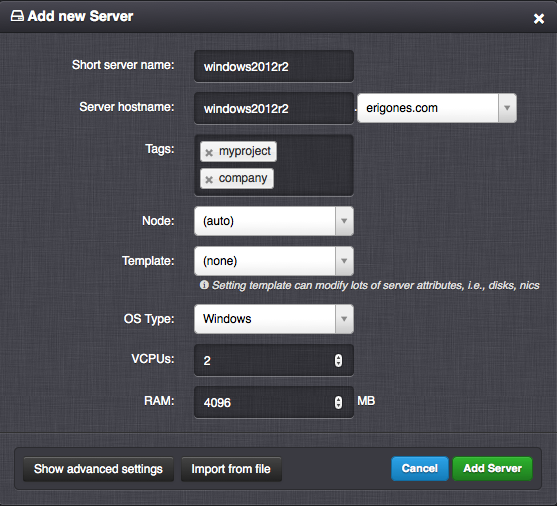 Add new Server
Short server name: windows2012r2
Server hostname: windows2012r2 . erigones.com
Tags: myproject
company
Node: (auto)
Template: (none)
Setting template can modify lots of server attributes, i.e., disks, nics
OS Type: Windows
VCPUs: 2
RAM: 4096 MB
Show advanced settings Import from file Cancel Add Server